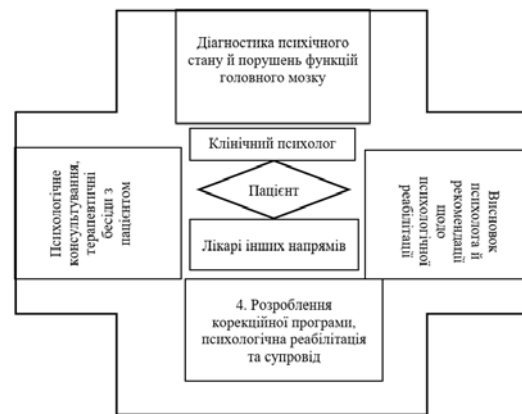 Діагностика психічного
стану й порушень функцій
головного мозку
Клінічний психолог
Психологічне
консультування,
терапевтичні
бесіди з
пацієнтом
Пацієнт
Висновок
психолога й
рекомендації
щодо
психологічної
реабілітації
Лікарі інших напрямів
4. Розроблення
корекційної програми,
психологічна реабілітація
та супровід